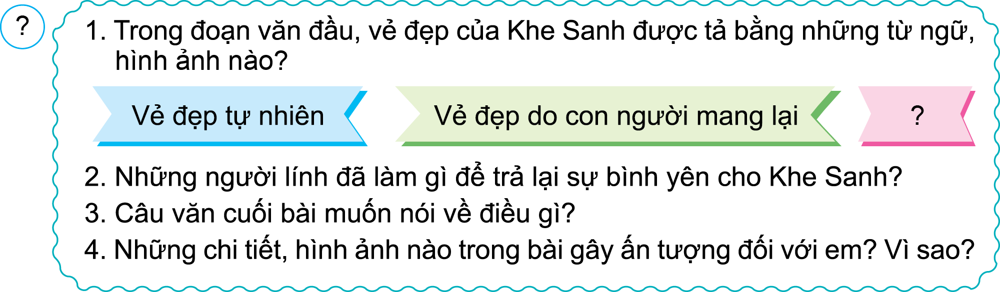 ?
1. Trong đoạn văn đầu, vẻ đẹp của Khe Sanh được tả bằng những từ ngữ,
hình ảnh nào?
Vẻ đẹp tự nhiên
Vẻ đẹp do con người mang lại
?
2. Những người lính đã làm gì để trả lại sự bình yên cho Khe Sanh?
3. Câu văn cuối bài muốn nói về điều gì?
4. Những chi tiết, hình ảnh nào trong bài gây ấn tượng đối với em? Vì sao?